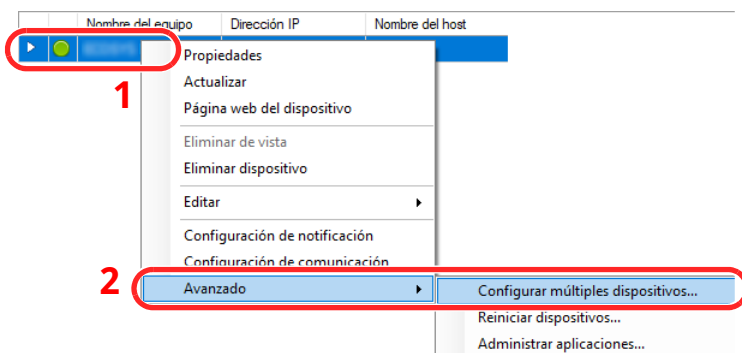 Nombre del equipo Dirección IP Nombre del host
Propiedades
1
Actualizar
Página web del dispositivo
Eliminar de vista
Eliminar dispositivo
Editar
Configuración de notificación
Configuración de comunicación
2
Avanzado
Configurar múltiples dispositivos...
Reiniciar dispositivos...
Administrar aplicaciones...